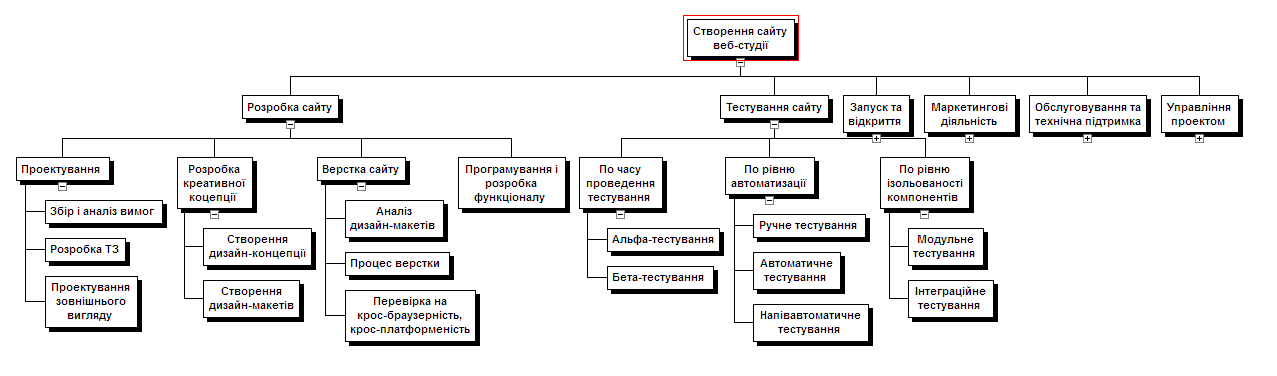 Створення сайту
веб-студії
Розробка сайту
Тестування сайту
Запуск та
відкриття
Маркетингові
діяльність
Обслуговування та
технічна підтримка
Управління
проектом
Проектування
Розробка
креативної
коцепції
Верстка сайту
Програмування і
розробка
функціоналу
По часу
проведення
тестування
По рівню
автоматизації
По рівню
ізольованості
компонентів
Збір і аналіз вимог
Розробка ТЗ
Проектування
зовнішнього
вигляду
Створення
дизайн-концепції
Створення
дизайн-макетів
Аналіз
дизайн-макетів
Процес верстки
Перевірка на
крос-браузерність,
крос-платформеність
Альфа-тестування
Бета-тестування
Ручне тестування
Автоматичне
тестування
Напівавтоматичне
тестування
Модульне
тестування
Інтеграційне
тестування